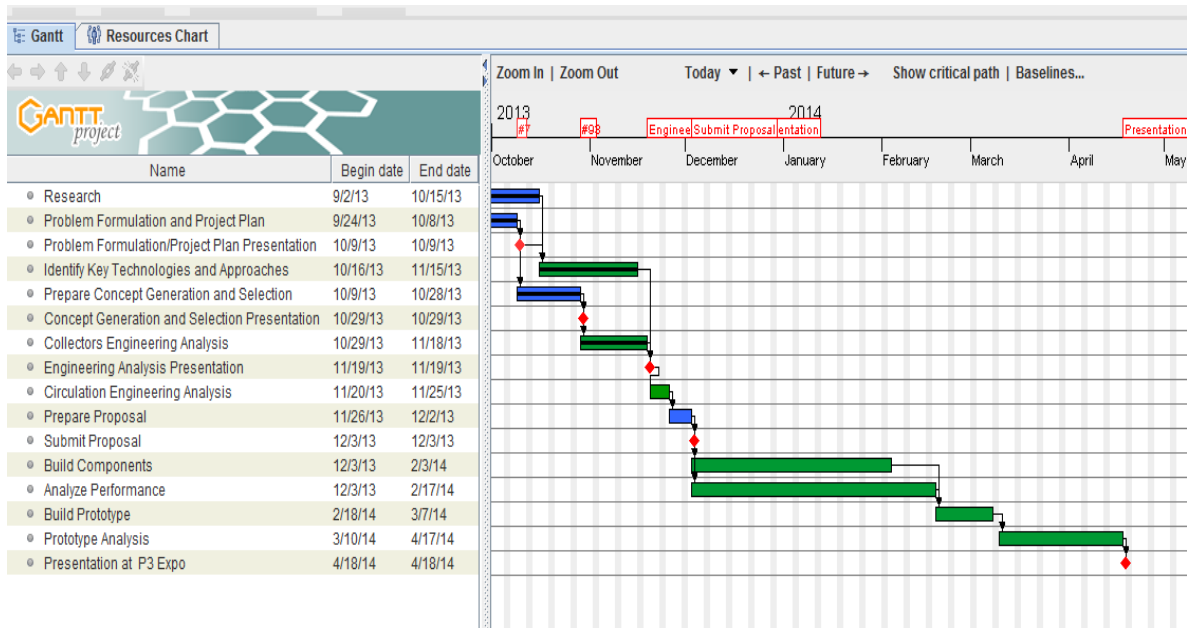 Gantt Resources Chart
Zoom In | Zoom Out Today ▼ | ← Past | Future → Show critical path | Baselines...
GANTT
project
2013 2014
#7 #93 Enginee Submit Proposal entation Presentation
October November December January February March April May
Name Begin date End date
Research 9/2/13 10/15/13
Problem Formulation and Project Plan 9/24/13 10/8/13
Problem Formulation/Project Plan Presentation 10/9/13 10/9/13
Identify Key Technologies and Approaches 10/16/13 11/15/13
Prepare Concept Generation and Selection 10/9/13 10/28/13
Concept Generation and Selection Presentation 10/29/13 10/29/13
Collectors Engineering Analysis 10/29/13 11/18/13
Engineering Analysis Presentation 11/19/13 11/19/13
Circulation Engineering Analysis 11/20/13 11/25/13
Prepare Proposal 11/26/13 12/2/13
Submit Proposal 12/3/13 12/3/13
Build Components 12/3/13 2/3/14
Analyze Performance 12/3/13 2/17/14
Build Prototype 2/18/14 3/7/14
Prototype Analysis 3/10/14 4/17/14
Presentation at P3 Expo 4/18/14 4/18/14